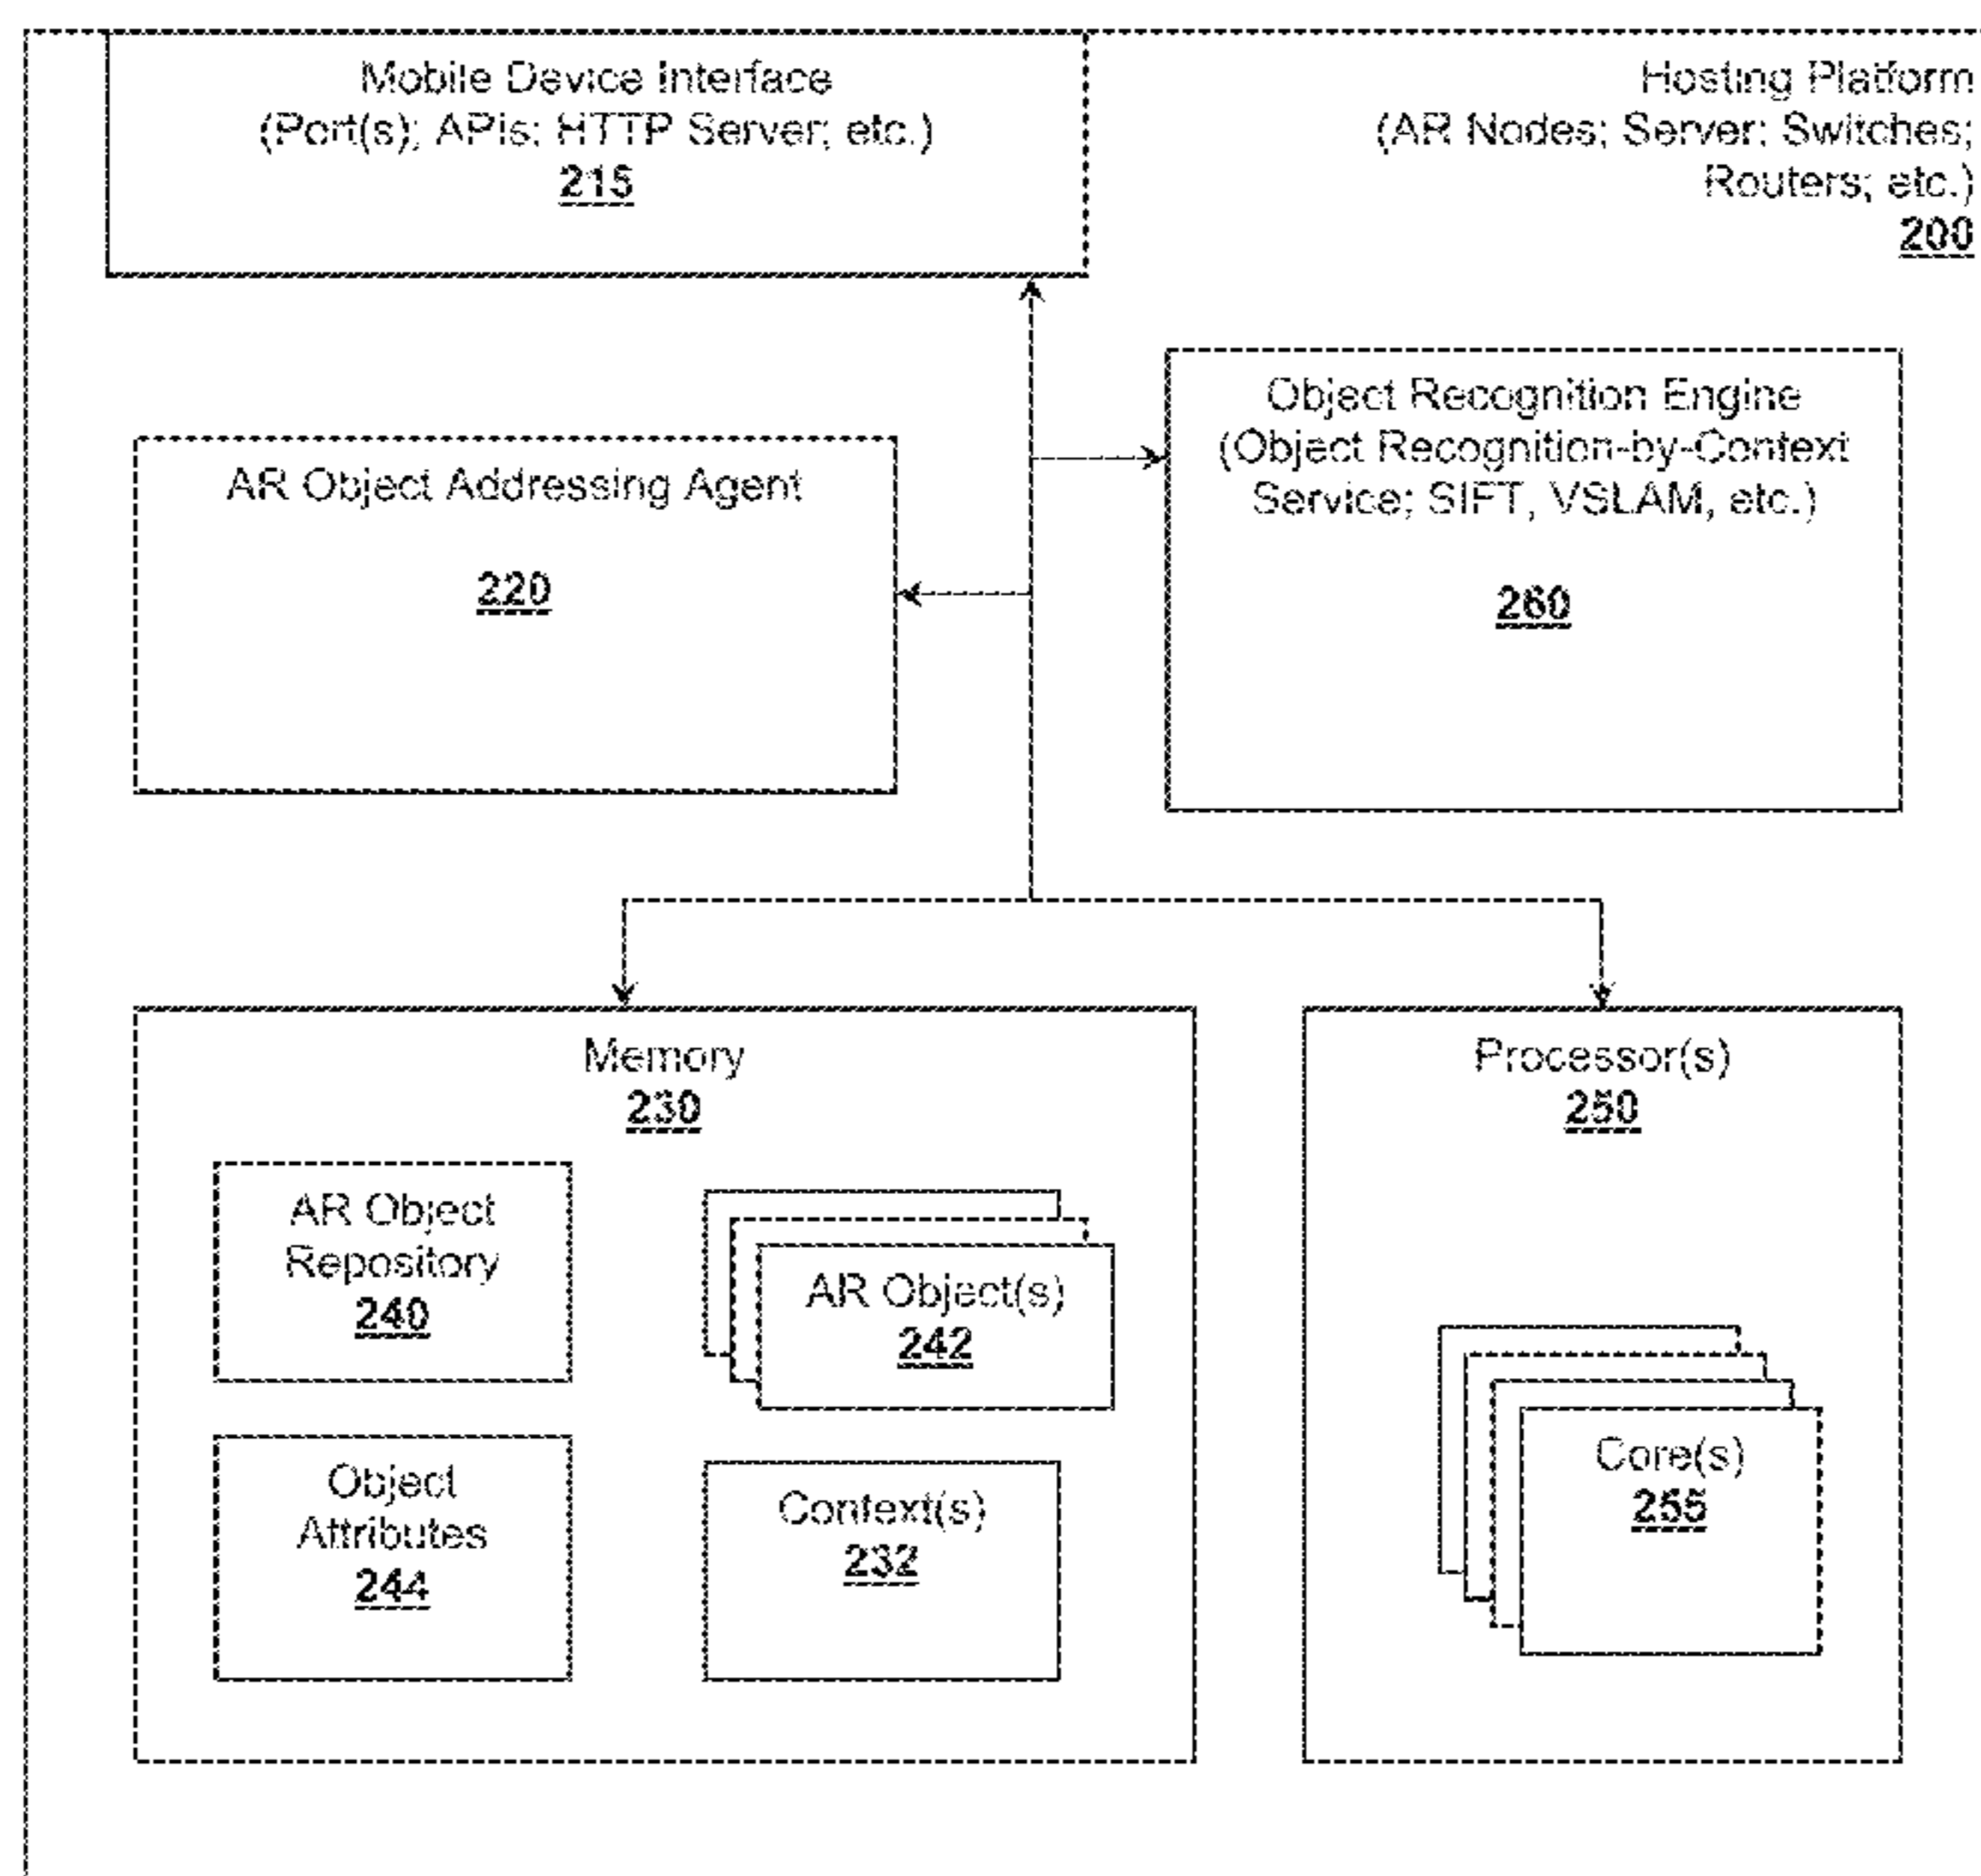 Mobile Device Interface
(Port(s); APIs; HTTP Server; etc.)
215
Hosting Platform
(AR Nodes; Server; Switches;
Routers; etc.)
200
Object Recognition Engine
(Object Recognition-by-Context
Service; SIFT, VSLAM, etc.)
260
AR Object Addressing Agent
220
Memory
230
AR Object
Repository
240
AR Object(s)
242
Object
Attributes
244
Context(s)
232
Processor(s)
250
Core(s)
255